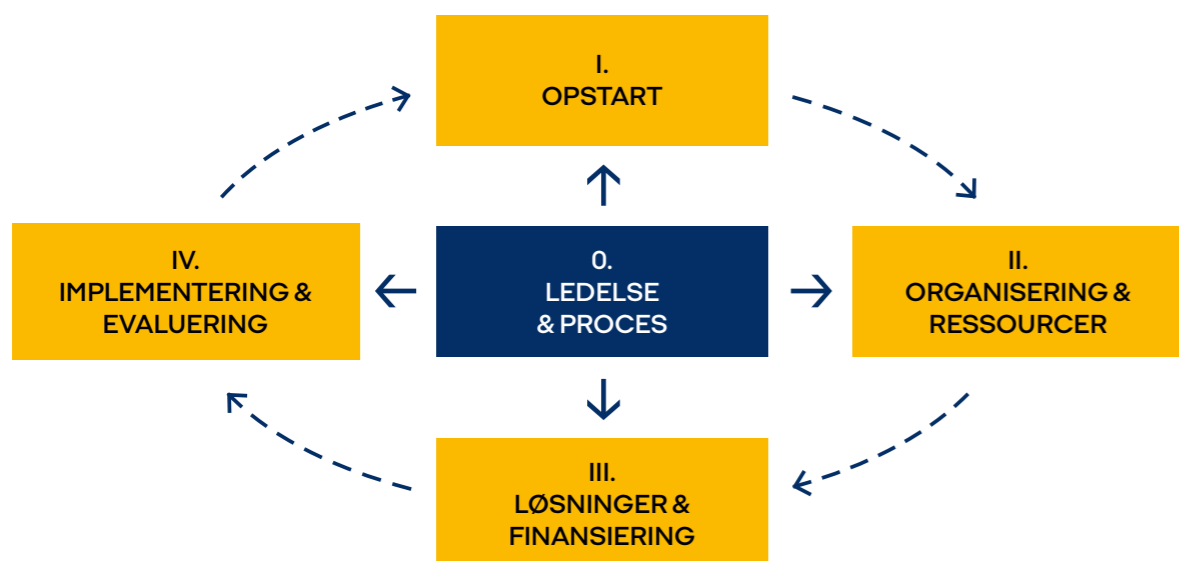 I.
OPSTART
IV.
IMPLEMENTERING &
EVALUERING
0.
LEDELSE
& PROCES
II.
ORGANISERING &
RESSOURCER
III.
LØSNINGER &
FINANSIERING